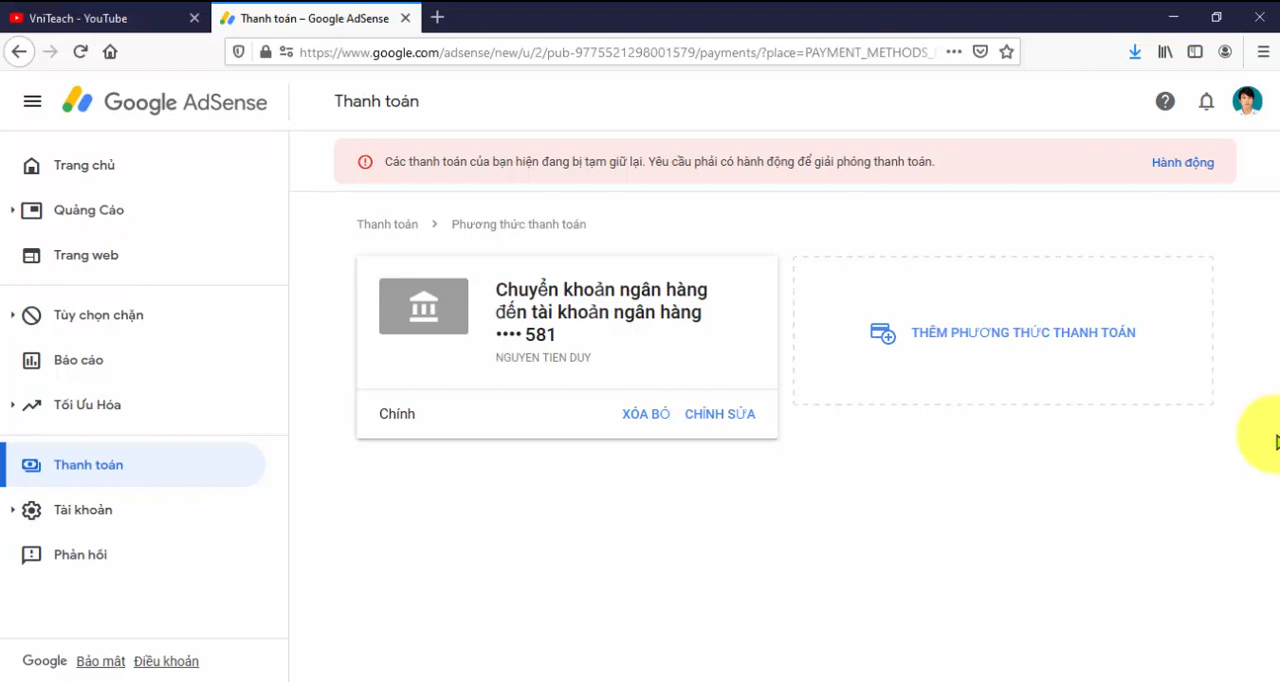 VniTeach - YouTube
Thanh toán – Google AdSense
https://www.google.com/adsense/new/u/2/pub-9775521298001579/payments/?place=PAYMENT_METHODS_
Google AdSense
Thanh toán
Các thanh toán của bạn hiện đang bị tạm giữ lại. Yêu cầu phải có hành động để giải phóng thanh toán.
Hành động
Trang chủ
Quảng Cáo
Trang web
Tùy chọn chặn
Báo cáo
Tối Ưu Hóa
Thanh toán
Tài khoản
Phản hồi
Google Bảo mật Điều khoản
Thanh toán > Phương thức thanh toán
Chuyển khoản ngân hàng
đến tài khoản ngân hàng
•••• 581
NGUYEN TIEN DUY
Chính
XÓA BỎ CHỈNH SỬA
THÊM PHƯƠNG THỨC THANH TOÁN